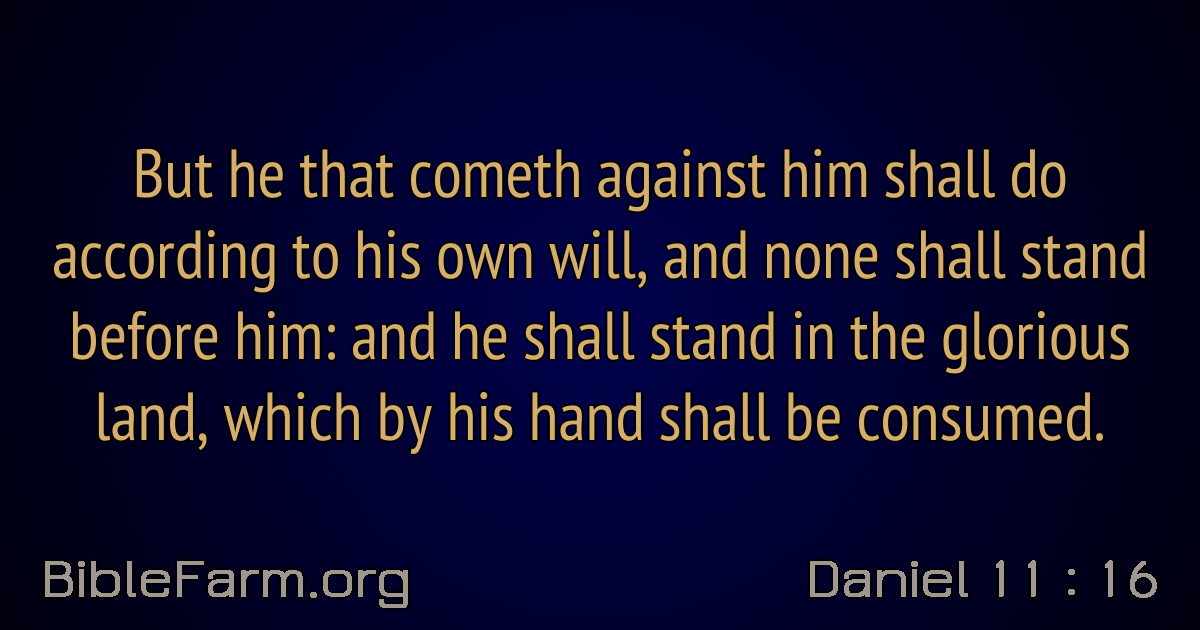 But he that cometh against him shall do
according to his own will, and none shall stand
before him: and he shall stand in the glorious
land, which by his hand shall be consumed.
BibleFarm.org
Daniel 11 : 16